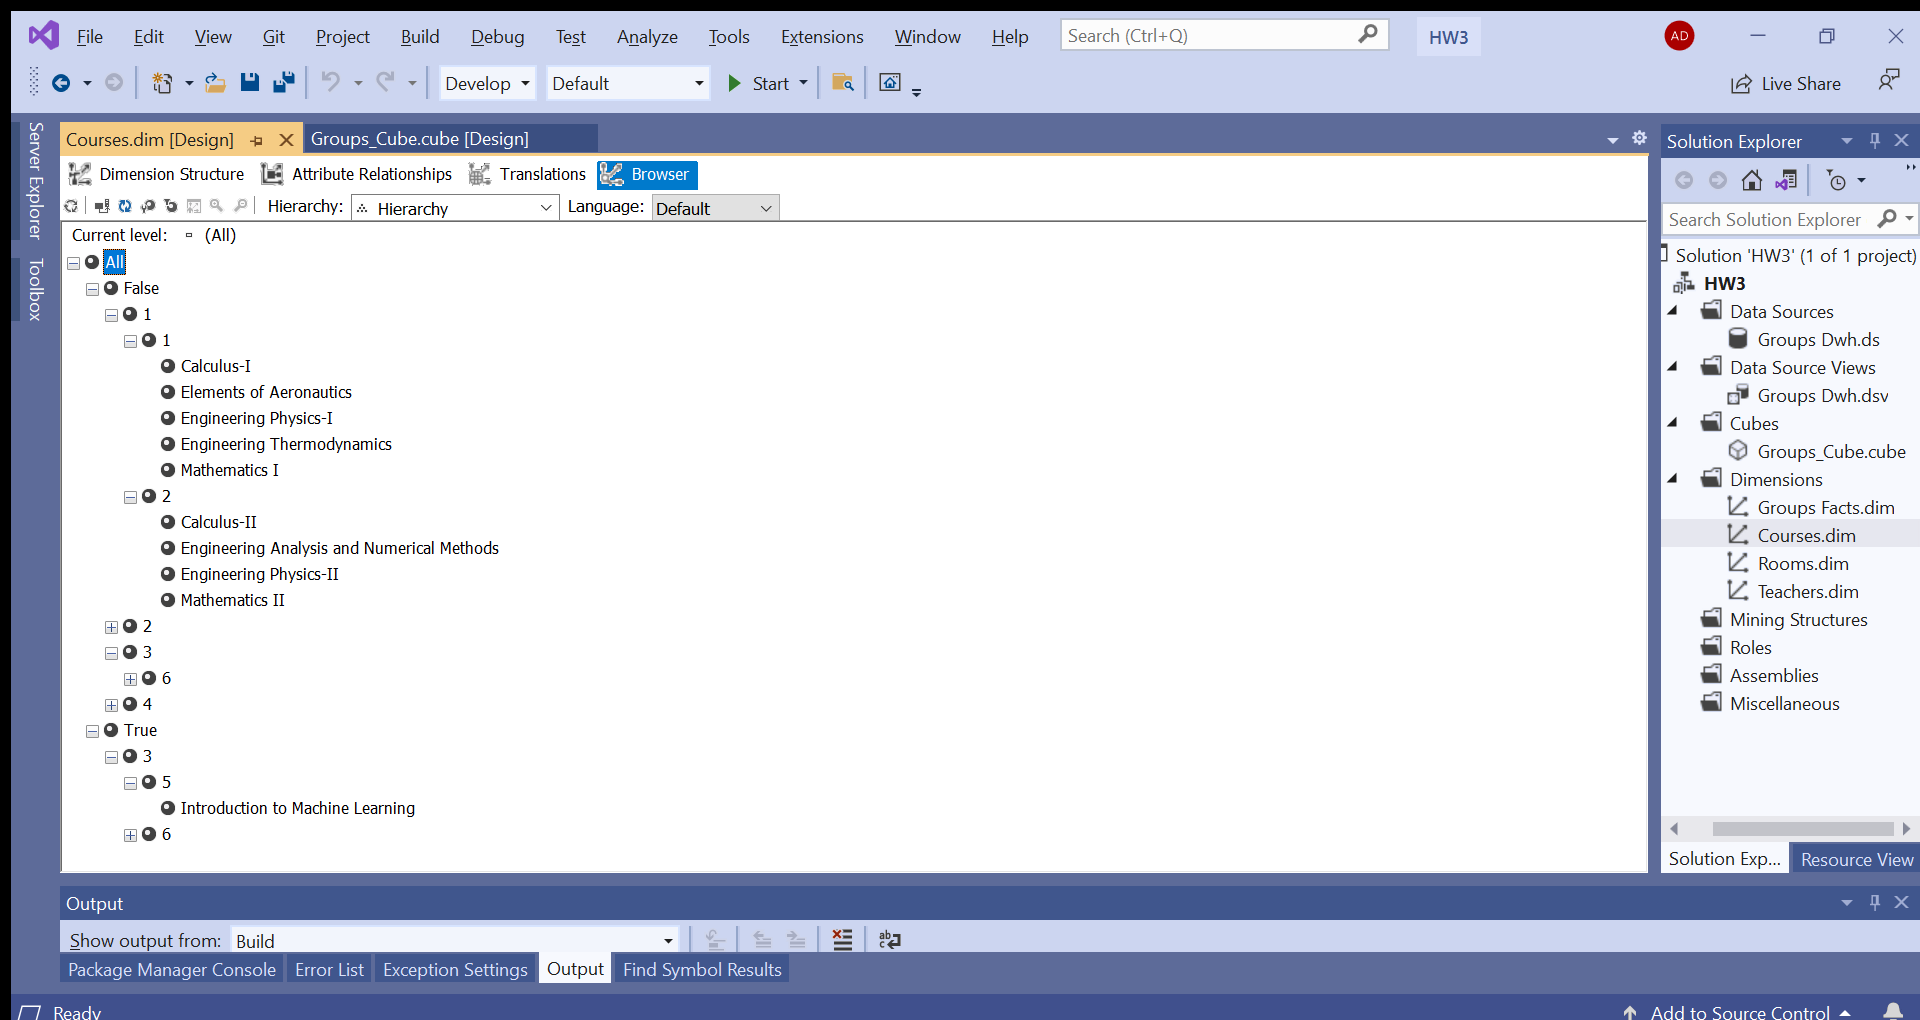 File Edit View Git Project Build Debug Test Analyze Tools Extensions Window Help Search (Ctrl+Q) HW3 AD
Develop Default Start Live Share
Server Explorer
Toolbox
Courses.dim [Design] Groups_Cube.cube [Design]
Dimension Structure Attribute Relationships Translations Browser
Hierarchy: Hierarchy Language: Default
Current level: (All)
All
False
1
1
Calculus-I
Elements of Aeronautics
Engineering Physics-I
Engineering Thermodynamics
Mathematics I
2
Calculus-II
Engineering Analysis and Numerical Methods
Engineering Physics-II
Mathematics II
2
3
6
4
True
3
5
Introduction to Machine Learning
6
Solution Explorer
Search Solution Explorer
Solution 'HW3' (1 of 1 project)
HW3
Data Sources
Groups Dwh.ds
Data Source Views
Groups Dwh.dsv
Cubes
Groups_Cube.cube
Dimensions
Groups Facts.dim
Courses.dim
Rooms.dim
Teachers.dim
Mining Structures
Roles
Assemblies
Miscellaneous
Solution Exp... Resource View
Output
Show output from: Build
Package Manager Console Error List Exception Settings Output Find Symbol Results
Ready Add to Source Control